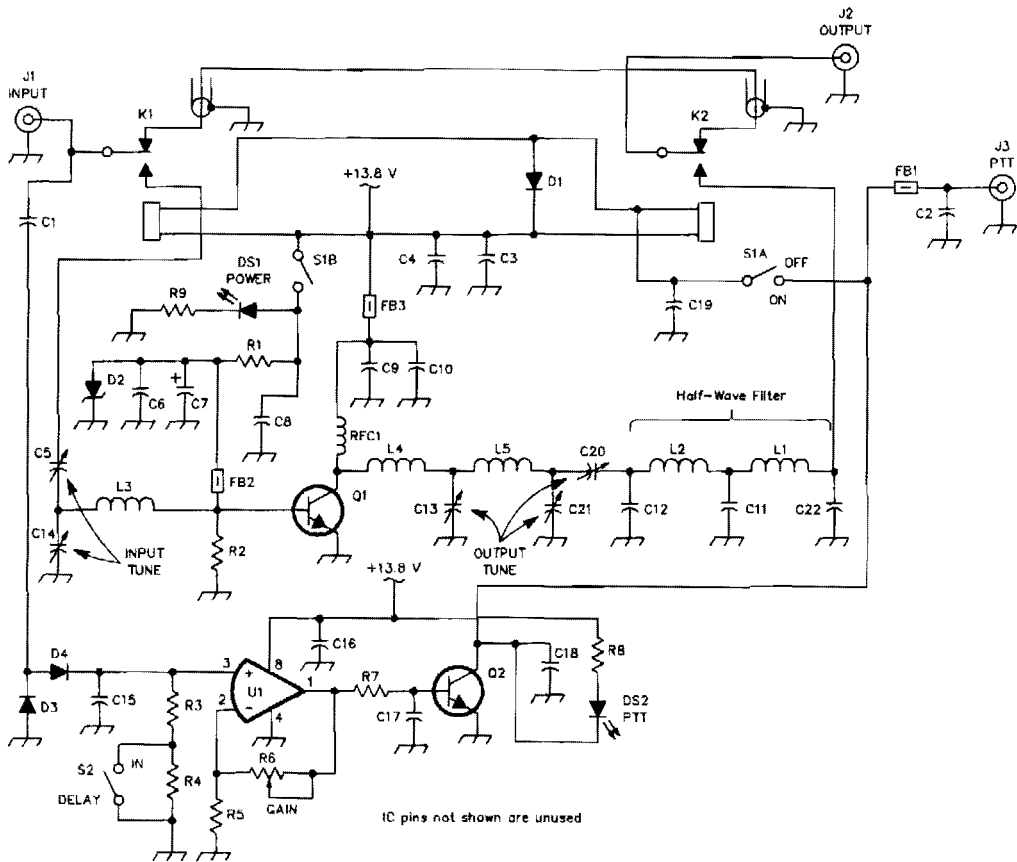 J2
OUTPUT
J1
INPUT
K1
K2
J3
PTT
+13.8 V
D1
FB1
C2
C1
S1B
C4
C3
S1A
OFF
ON
DS1
POWER
R9
FB3
C19
R1
C9
C10
D2
C6
+
C7
C8
Half-Wave Filter
RFC1
L4
L5
C20
L2
L1
C5
L3
FB2
Q1
C13
C21
C12
C11
C22
C14
INPUT
TUNE
R2
OUTPUT
TUNE
+13.8 V
C16
D4
3
+
8
U1
1
R7
Q2
C18
R8
D3
C15
R3
2
−
4
C17
DS2
PTT
S2
IN
DELAY
R4
R6
GAIN
R5
IC pins not shown are unused